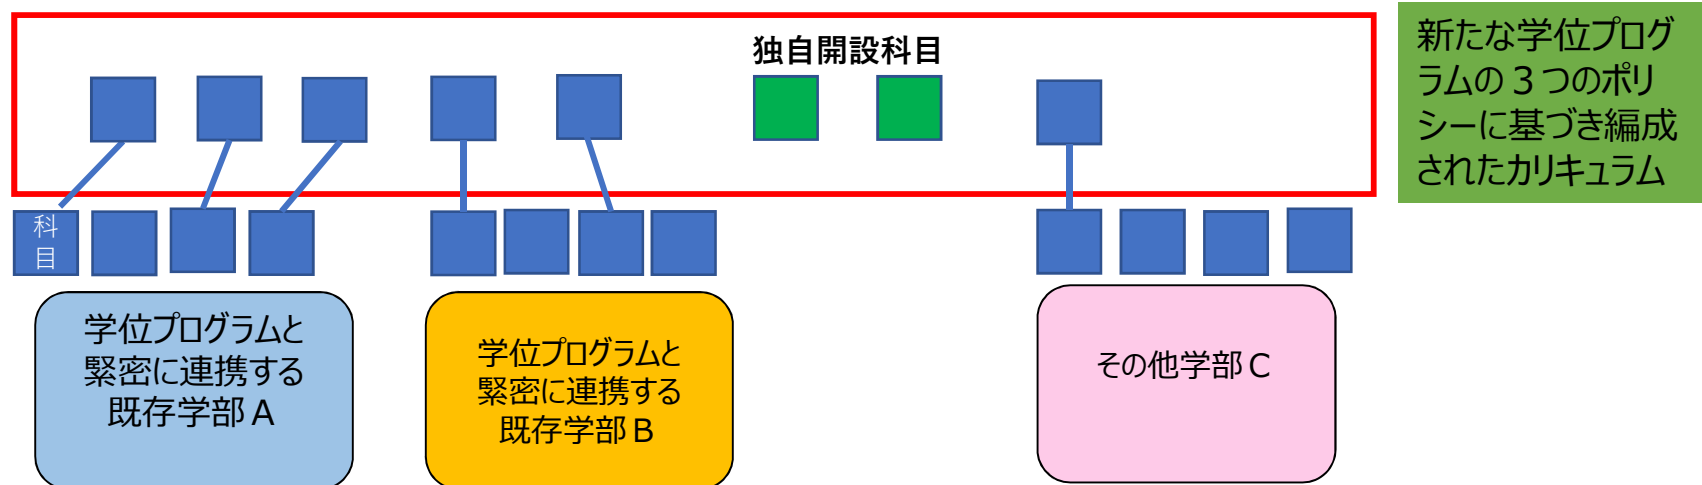 独自開設科目
新たな学位プログ
ラムの３つのポリ
シーに基づき編成
されたカリキュラム
科
目
学位プログラムと
緊密に連携する
既存学部Ａ
学位プログラムと
緊密に連携する
既存学部Ｂ
その他学部Ｃ